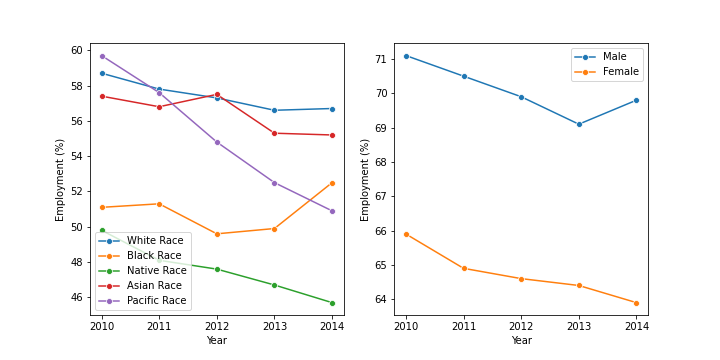 60
58
56
54
52
50
48
46
Employment (%)
White Race
Black Race
Native Race
Asian Race
Pacific Race
2010 2011 2012 2013 2014
Year
71
70
69
68
67
66
65
64
Employment (%)
Male
Female
2010 2011 2012 2013 2014
Year